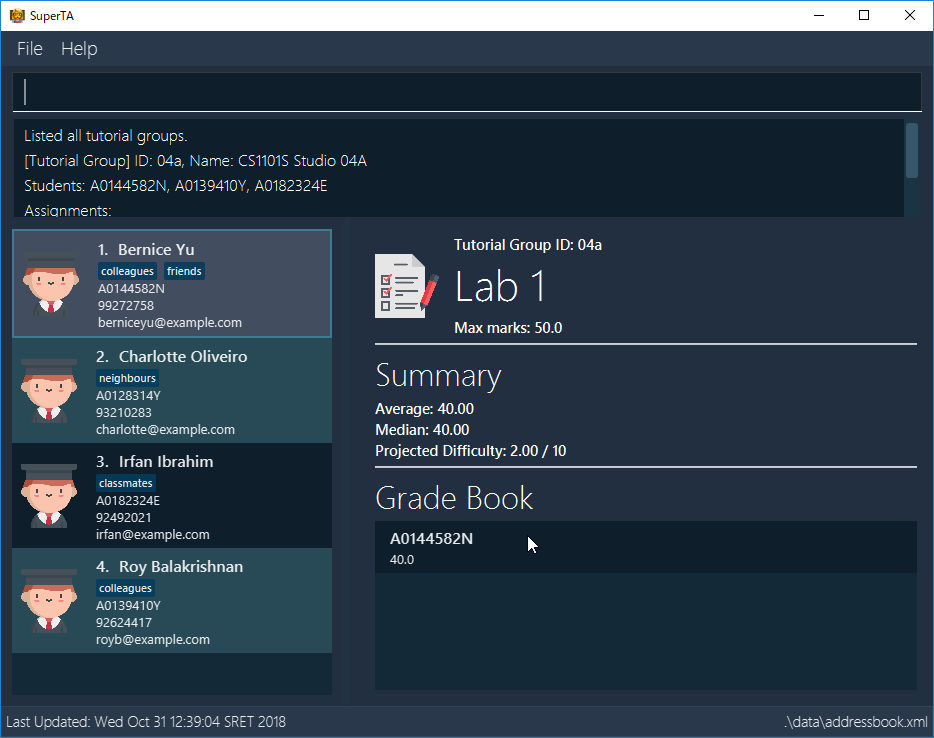 SuperTA
File Help
Listed all tutorial groups.
[Tutorial Group] ID: 04a, Name: CS1101S Studio 04A
Students: A0144582N, A0139410Y, A0182324E
Assignments:
1. Bernice Yu
colleagues friends
A0144582N
99272758
berniceyu@example.com
2. Charlotte Oliveiro
neighbours
A0128314Y
93210283
charlotte@example.com
3. Irfan Ibrahim
classmates
A0182324E
92492021
irfan@example.com
4. Roy Balakrishnan
colleagues
A0139410Y
92624417
royb@example.com
Tutorial Group ID: 04a
Lab 1
Max marks: 50.0
Summary
Average: 40.00
Median: 40.00
Projected Difficulty: 2.00 / 10
Grade Book
A0144582N
40.0
Last Updated: Wed Oct 31 12:39:04 SRET 2018
.\data\addressbook.xml